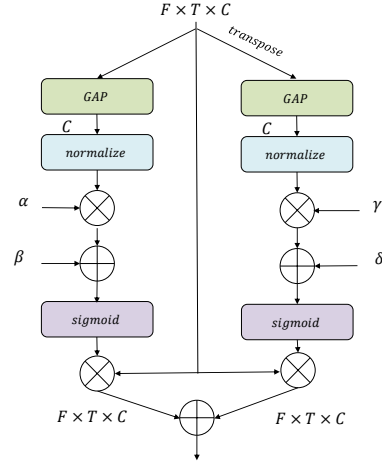 F × T × C
transpose
GAP
GAP
C
C
normalize
normalize
α
γ
β
δ
sigmoid
sigmoid
F × T × C
F × T × C